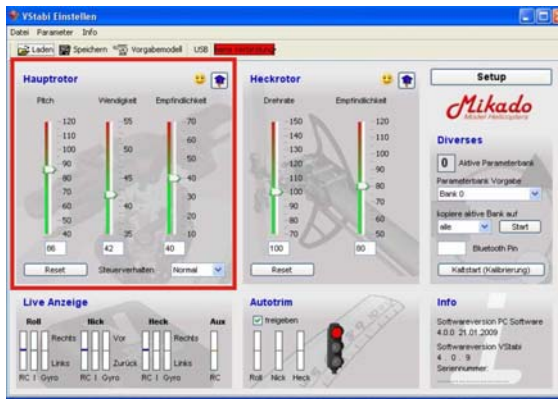 VStabi Einstellen
Datei Parameter Info
Laden Speichern Vorgabemodell USB keine Verbindung
Hauptrotor
Pitch Wendigkeit Empfindlichkeit
120
110
100
90
80
70
60
50
40
55
50
45
40
35
70
60
50
40
30
20
10
86 42 40
Reset Steuerverhalten Normal
Heckrotor
Drehrate Empfindlichkeit
150
140
130
120
110
100
90
80
70
120
110
100
90
80
70
60
50
100 80
Reset
Setup
Mikado
Model Helicopters
Diverses
0 Aktive Parameterbank
Parameterbank Vorgabe
Bank 0
kopiere aktive Bank auf
alle Start
Bluetooth Pin
Kaltstart (Kalibrierung)
Live Anzeige
Roll Nick Heck Aux
Rechts Vor Rechts
Links Zurück Links
RC I Gyro RC I Gyro RC I Gyro RC
Autotrim
freigeben
Roll Nick Heck
Info
Softwareversion PC Software
4.0.0 21.01.2009
Softwareversion VStabi
4 . 0 . 9
Seriennummer: